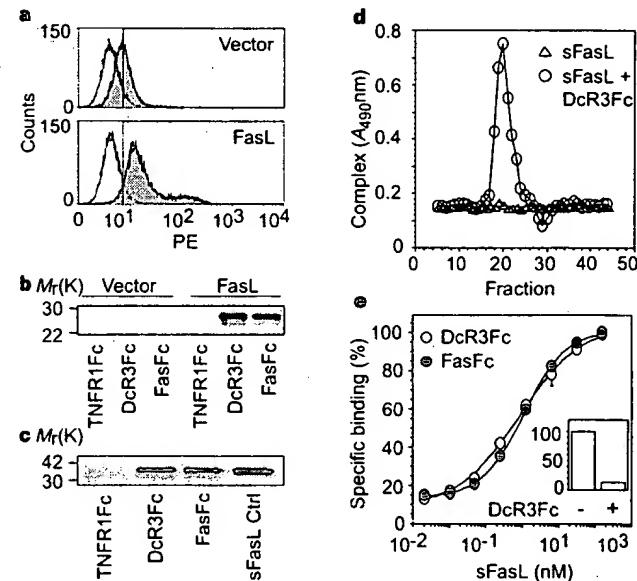 a
150
Vector
0
150
FasL
0
Counts
0 10¹ 10² 10³ 10⁴
PE
b Mr(K) Vector FasL
30
22
TNFR1Fc DcR3Fc FasFc TNFR1Fc DcR3Fc FasFc
c Mr(K)
42
30
TNFR1Fc DcR3Fc FasFc sFasL Ctrl
d
0.8
0.6
0.4
0.2
0
Complex (A490nm)
sFasL
sFasL +
DcR3Fc
0 10 20 30 40 50
Fraction
e
100
80
60
40
20
0
Specific binding (%)
DcR3Fc
FasFc
100
50
0
DcR3Fc - +
10⁻² 10⁻¹ 10¹ 10³
sFasL (nM)